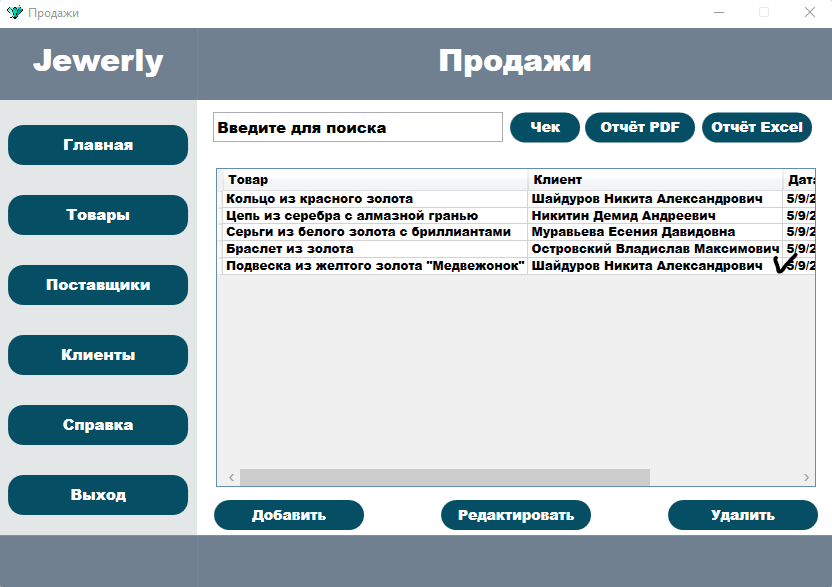 Продажи
Jewerly
Продажи
Главная
Товары
Поставщики
Клиенты
Справка
Выход
Введите для поиска
Чек
Отчёт PDF
Отчёт Excel
Товар Клиент Дата
Кольцо из красного золота Шайдуров Никита Александрович 5/9/2
Цепь из серебра с алмазной гранью Никитин Демид Андреевич 5/9/2
Серьги из белого золота с бриллиантами Муравьева Есения Давидовна 5/9/2
Браслет из золота Островский Владислав Максимович 5/9/2
Подвеска из желтого золота "Медвежонок" Шайдуров Никита Александрович 5/9/2
Добавить
Редактировать
Удалить